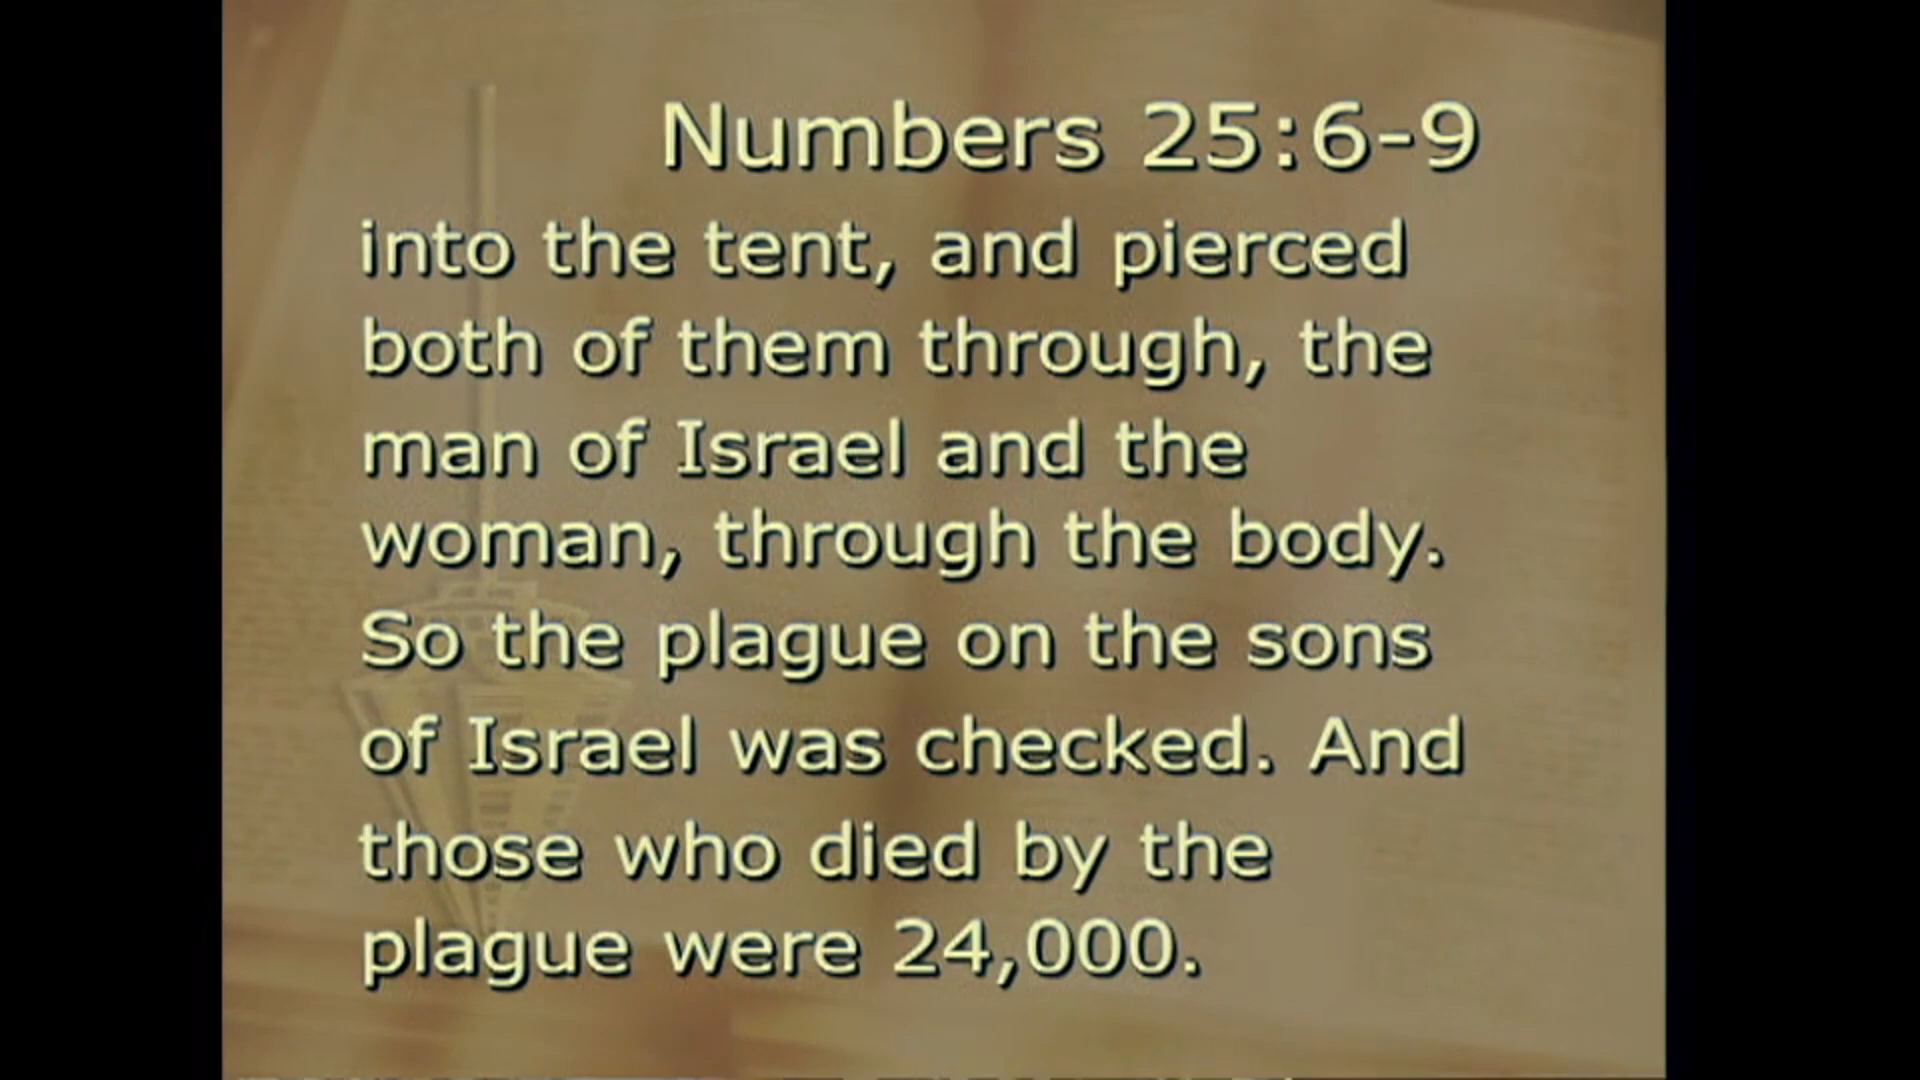 Numbers 25:6-9
into the tent, and pierced
both of them through, the
man of Israel and the
woman, through the body.
So the plague on the sons
of Israel was checked. And
those who died by the
plague were 24,000.